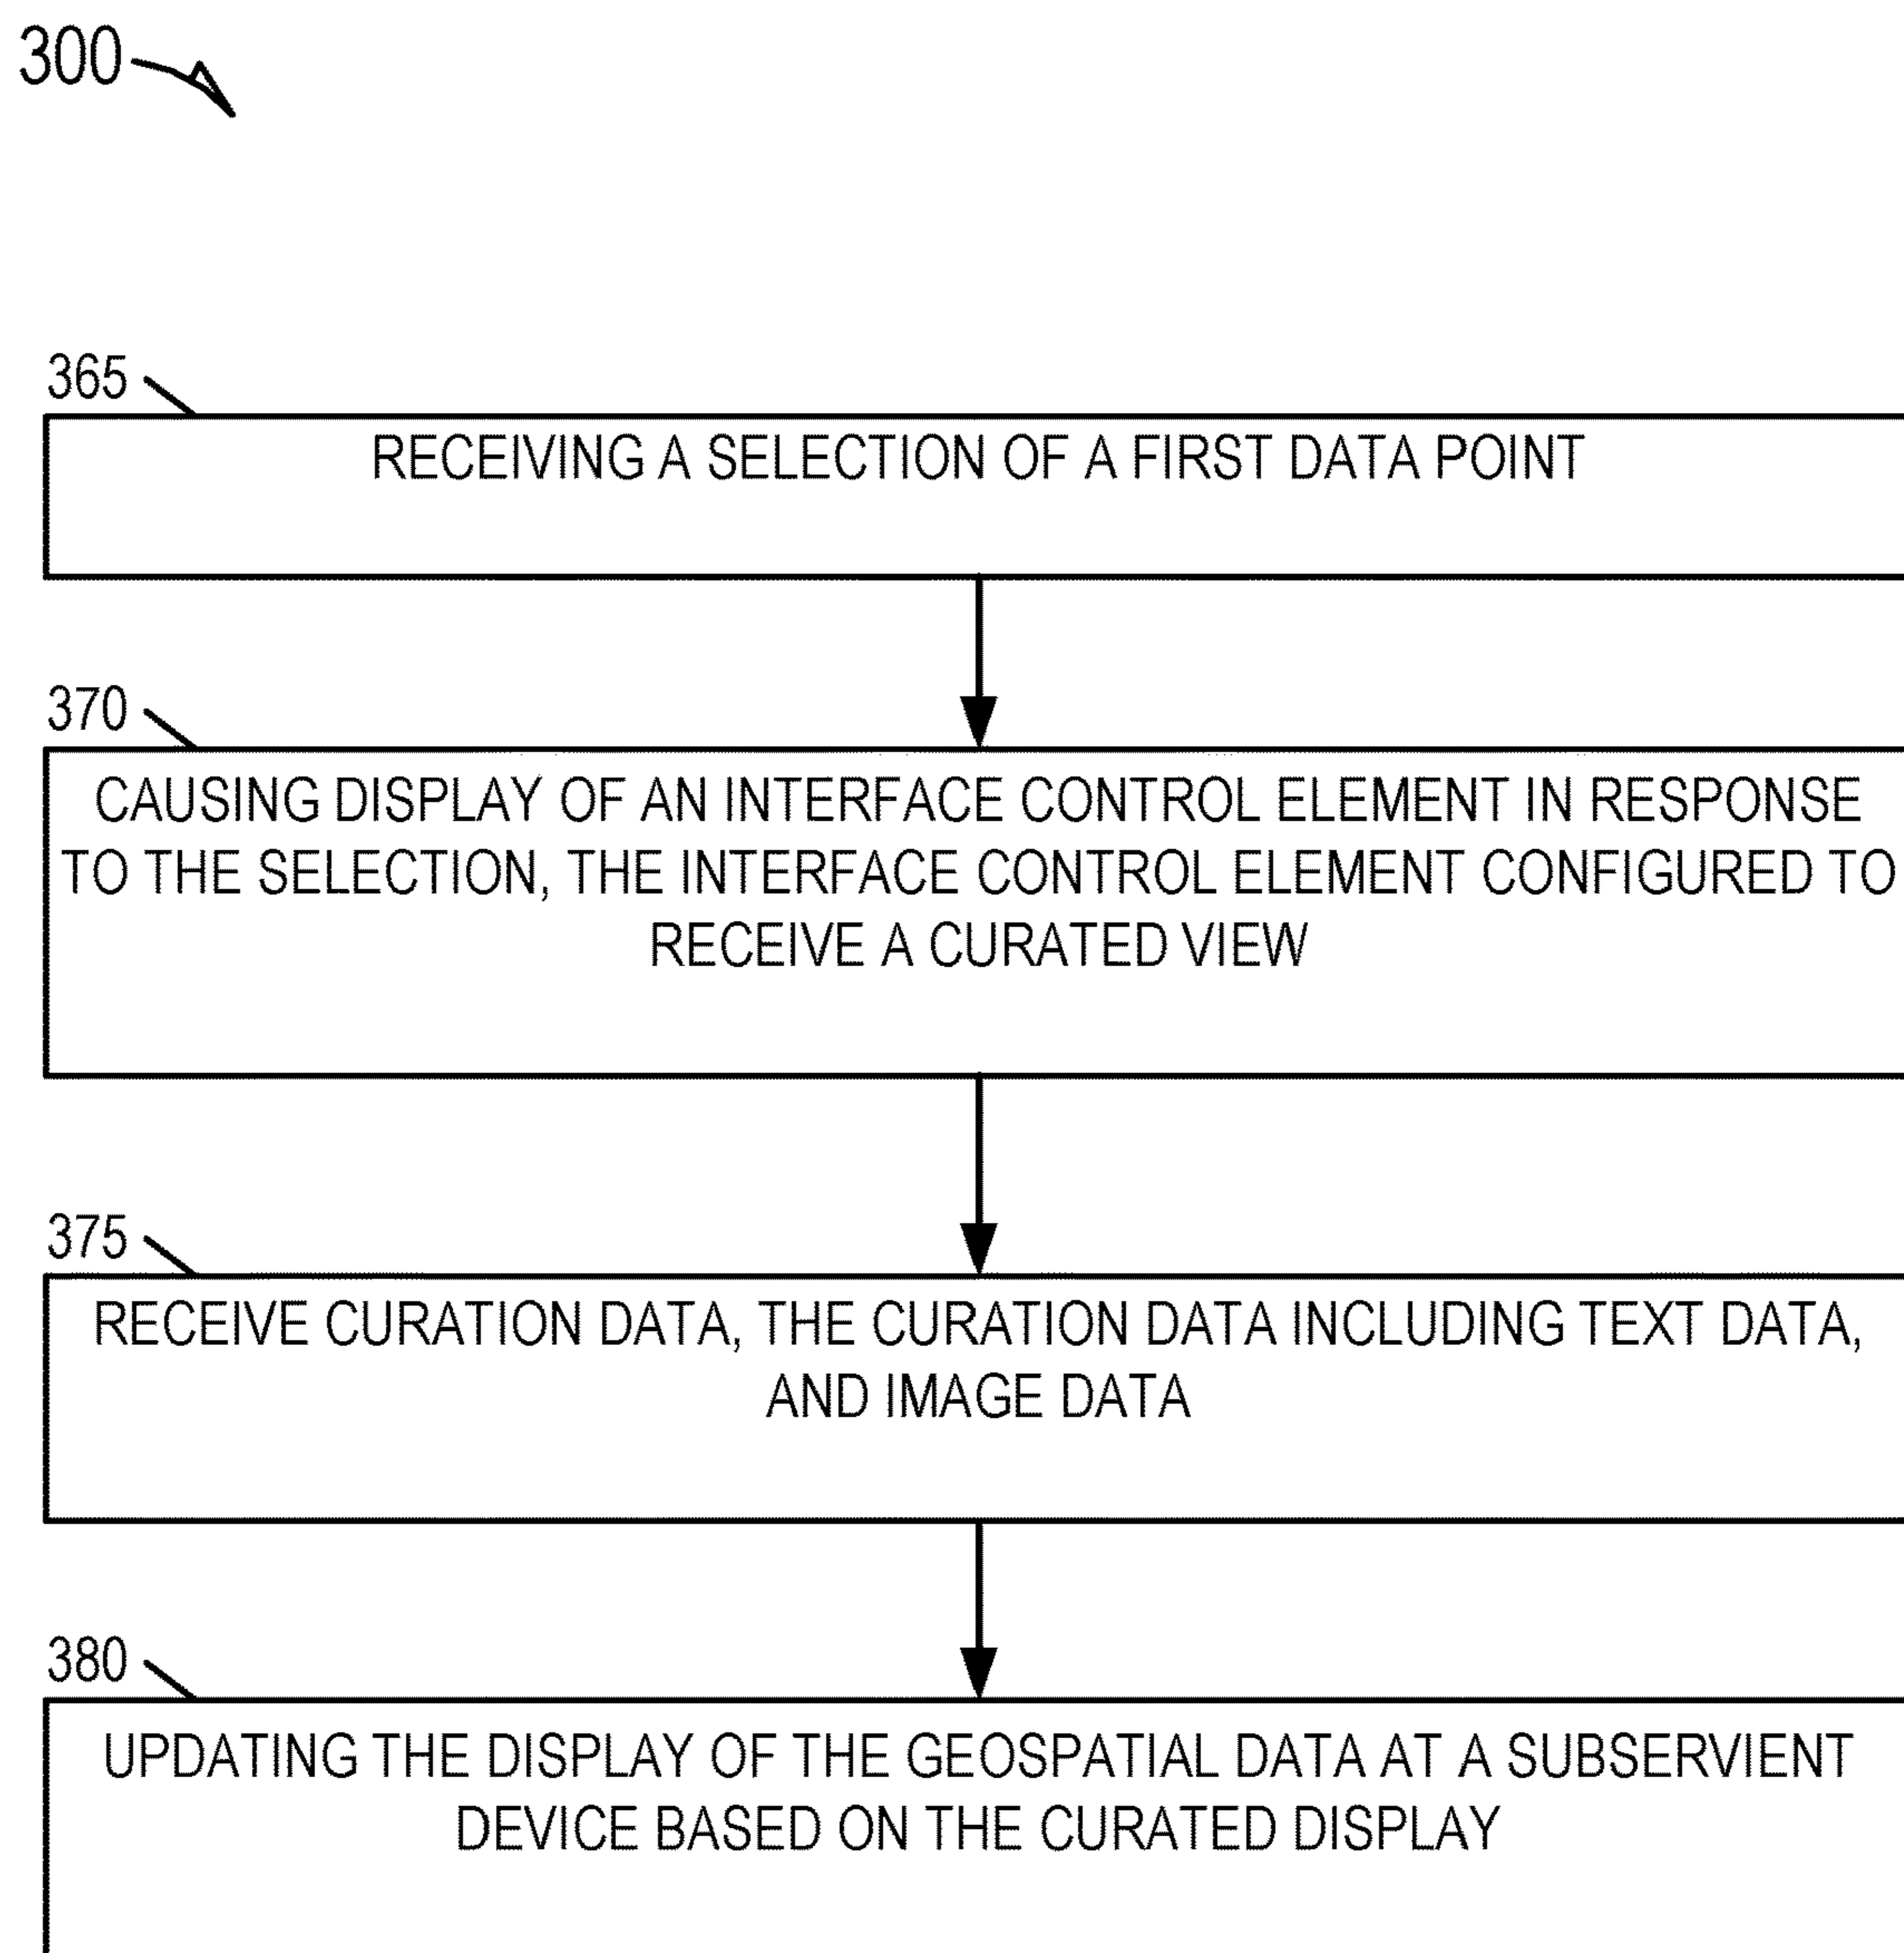 300
365
RECEIVING A SELECTION OF A FIRST DATA POINT
370
CAUSING DISPLAY OF AN INTERFACE CONTROL ELEMENT IN RESPONSE
TO THE SELECTION, THE INTERFACE CONTROL ELEMENT CONFIGURED TO
RECEIVE A CURATED VIEW
375
RECEIVE CURATION DATA, THE CURATION DATA INCLUDING TEXT DATA,
AND IMAGE DATA
380
UPDATING THE DISPLAY OF THE GEOSPATIAL DATA AT A SUBSERVIENT
DEVICE BASED ON THE CURATED DISPLAY